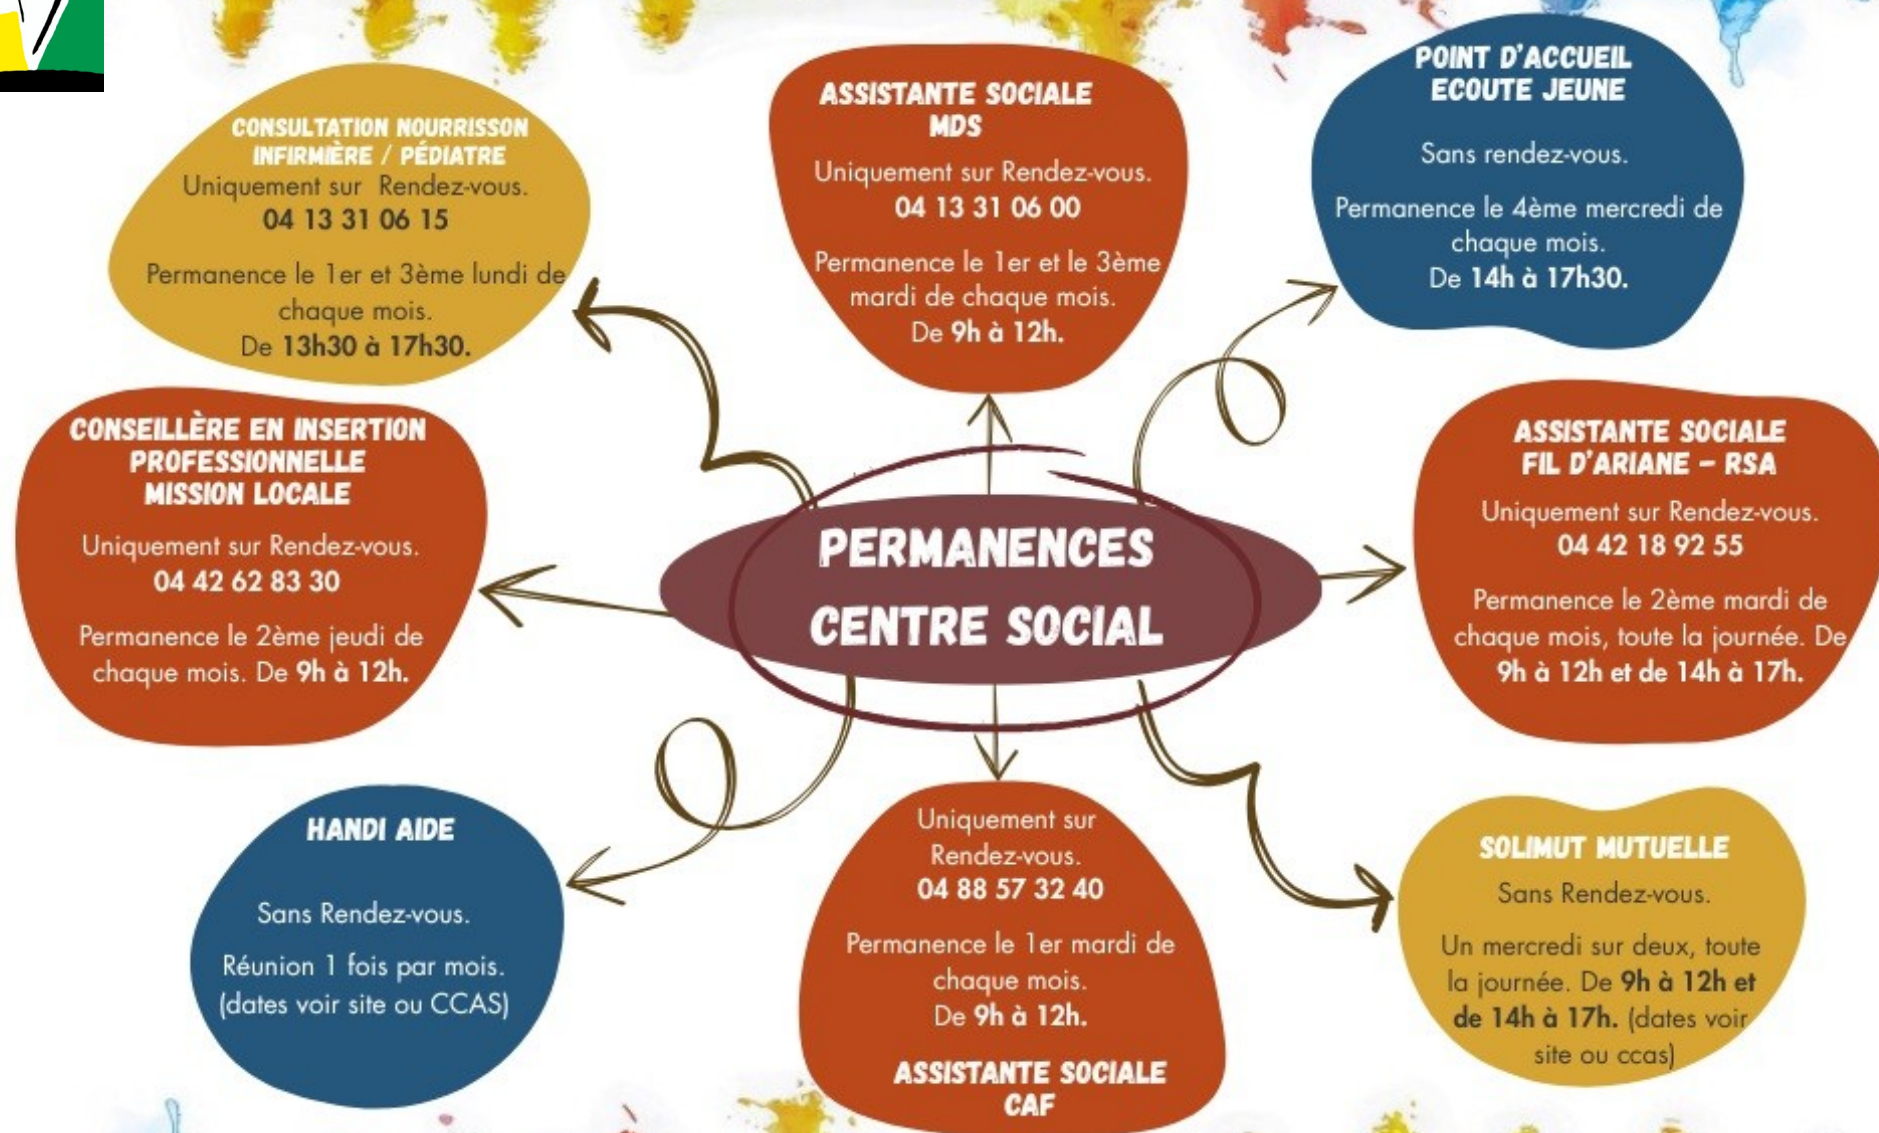 CONSULTATION NOURRISSON
INFIRMIÈRE / PÉDIATRE
Uniquement sur Rendez-vous.
04 13 31 06 15
Permanence le 1er et 3ème lundi de
chaque mois.
De 13h30 à 17h30.
ASSISTANTE SOCIALE
MDS
Uniquement sur Rendez-vous.
04 13 31 06 00
Permanence le 1er et le 3ème
mardi de chaque mois.
De 9h à 12h.
POINT D'ACCUEIL
ECOUTE JEUNE
Sans rendez-vous.
Permanence le 4ème mercredi de
chaque mois.
De 14h à 17h30.
CONSEILLÈRE EN INSERTION
PROFESSIONNELLE
MISSION LOCALE
Uniquement sur Rendez-vous.
04 42 62 83 30
Permanence le 2ème jeudi de
chaque mois. De 9h à 12h.
PERMANENCES
CENTRE SOCIAL
ASSISTANTE SOCIALE
FIL D'ARIANE - RSA
Uniquement sur Rendez-vous.
04 42 18 92 55
Permanence le 2ème mardi de
chaque mois, toute la journée. De
9h à 12h et de 14h à 17h.
HANDI AIDE
Sans Rendez-vous.
Réunion 1 fois par mois.
(dates voir site ou CCAS)
Uniquement sur
Rendez-vous.
04 88 57 32 40
Permanence le 1er mardi de
chaque mois.
De 9h à 12h.
ASSISTANTE SOCIALE
CAF
SOLIMUT MUTUELLE
Sans Rendez-vous.
Un mercredi sur deux, toute
la journée. De 9h à 12h et
de 14h à 17h. (dates voir
site ou ccas)